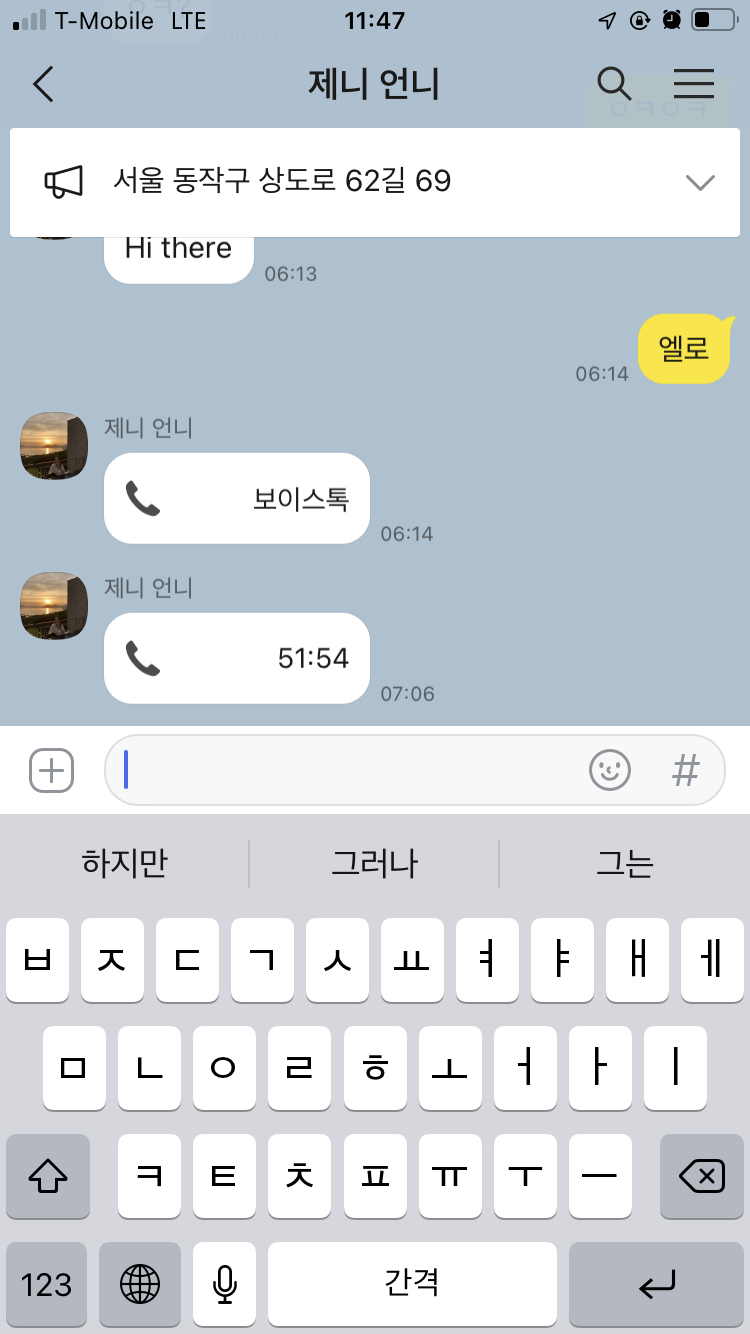 T-Mobile LTE 11:47
제니 언니
ㅇㅋㅇㅋ
서울 동작구 상도로 62길 69
Hi there
06:13
엘로
06:14
제니 언니
보이스톡
06:14
제니 언니
51:54
07:06
#
하지만 그러나 그는
ㅂ ㅈ ㄷ ㄱ ㅅ ㅛ ㅕ ㅑ ㅐ ㅔ
ㅁ ㄴ ㅇ ㄹ ㅎ ㅗ ㅓ ㅏ ㅣ
ㅋ ㅌ ㅊ ㅍ ㅠ ㅜ ㅡ
123 간격